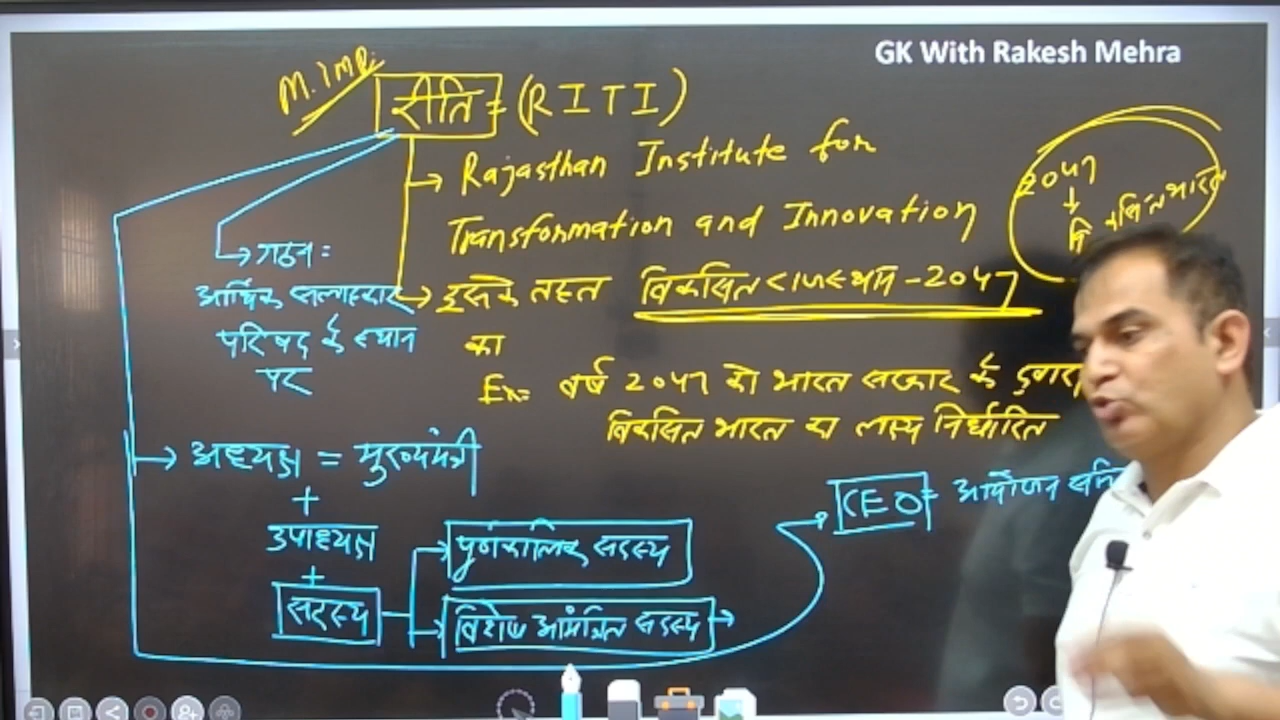 GK With Rakesh Mehra
M. Imp.
रीति = (RITI)
→ Rajasthan Institute for
Transformation and Innovation
2047
↓
विकसित भारत
→ गठन =
आर्थिक सलाहकार
परिषद के स्थान
पर
→ इसके तहत विकसित राजस्थान - 2047
का
Ex= वर्ष 2047 को भारत सरकार के द्वारा
विकसित भारत का लक्ष्य निर्धारित
→ अध्यक्ष = मुख्यमंत्री
+
उपाध्यक्ष
+
सदस्य
पूर्णकालिक सदस्य
विशेष आमंत्रित सदस्य →
CEO = आयोजन